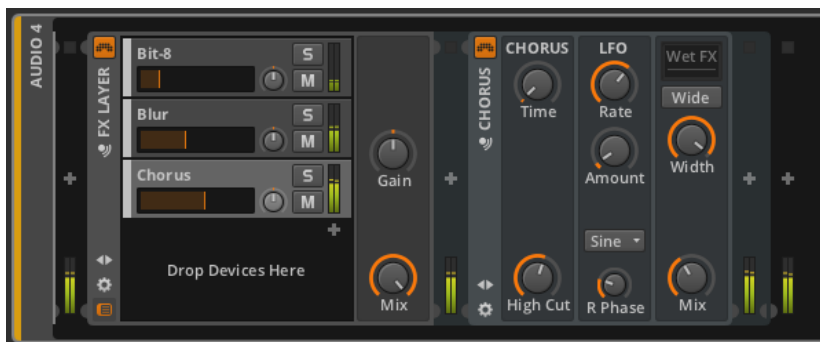 AUDIO 4
FX LAYER
Bit-8
S
M
Blur
S
M
Chorus
S
M
Drop Devices Here
Gain
Mix
CHORUS
CHORUS
Time
High Cut
LFO
Rate
Amount
Sine
R Phase
Wet FX
Wide
Width
Mix